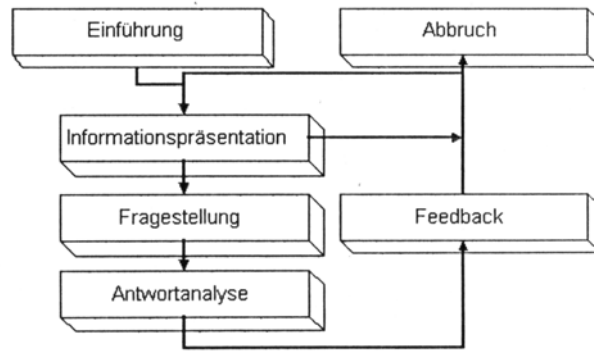 Einführung
Abbruch
Informationspräsentation
Fragestellung
Feedback
Antwortanalyse